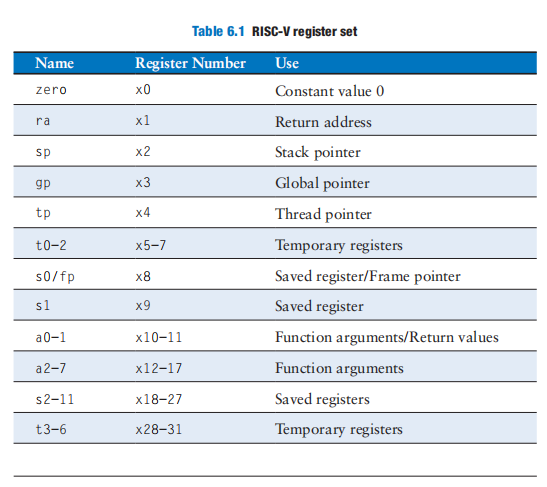 Table 6.1 RISC-V register set
Name Register Number Use
zero x0 Constant value 0
ra x1 Return address
sp x2 Stack pointer
gp x3 Global pointer
tp x4 Thread pointer
t0–2 x5–7 Temporary registers
s0/fp x8 Saved register/Frame pointer
s1 x9 Saved register
a0–1 x10–11 Function arguments/Return values
a2–7 x12–17 Function arguments
s2–11 x18–27 Saved registers
t3–6 x28–31 Temporary registers